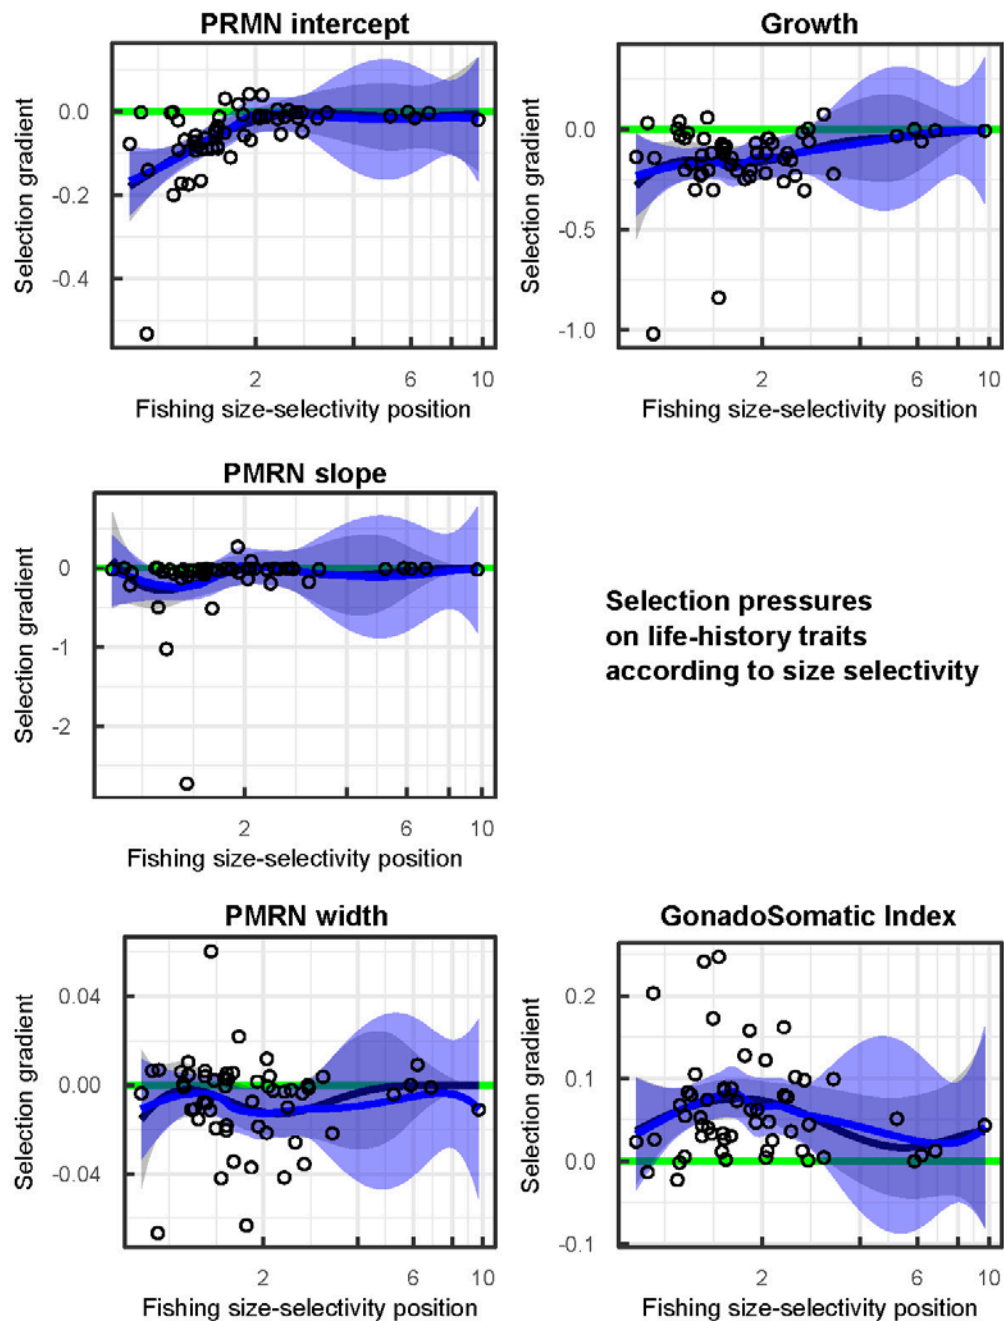 PRMN intercept
Selection gradient
0.0
-0.2
-0.4
2 6 10
Fishing size-selectivity position
Growth
Selection gradient
0.0
-0.5
-1.0
2 6 10
Fishing size-selectivity position
PMRN slope
Selection gradient
0
-1
-2
2 6 10
Fishing size-selectivity position
Selection pressures
on life-history traits
according to size selectivity
PMRN width
Selection gradient
0.04
0.00
-0.04
2 6 10
Fishing size-selectivity position
GonadoSomatic Index
Selection gradient
0.2
0.1
0.0
-0.1
2 6 10
Fishing size-selectivity position